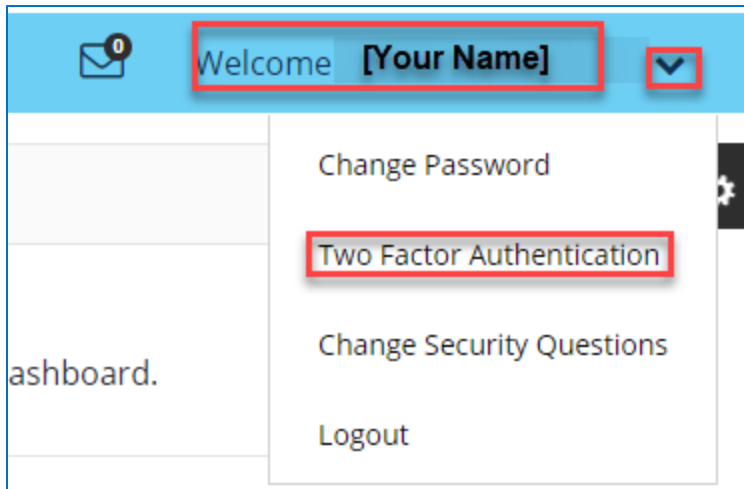 0
Welcome [Your Name]
Change Password
Two Factor Authentication
Change Security Questions
ashboard.
Logout